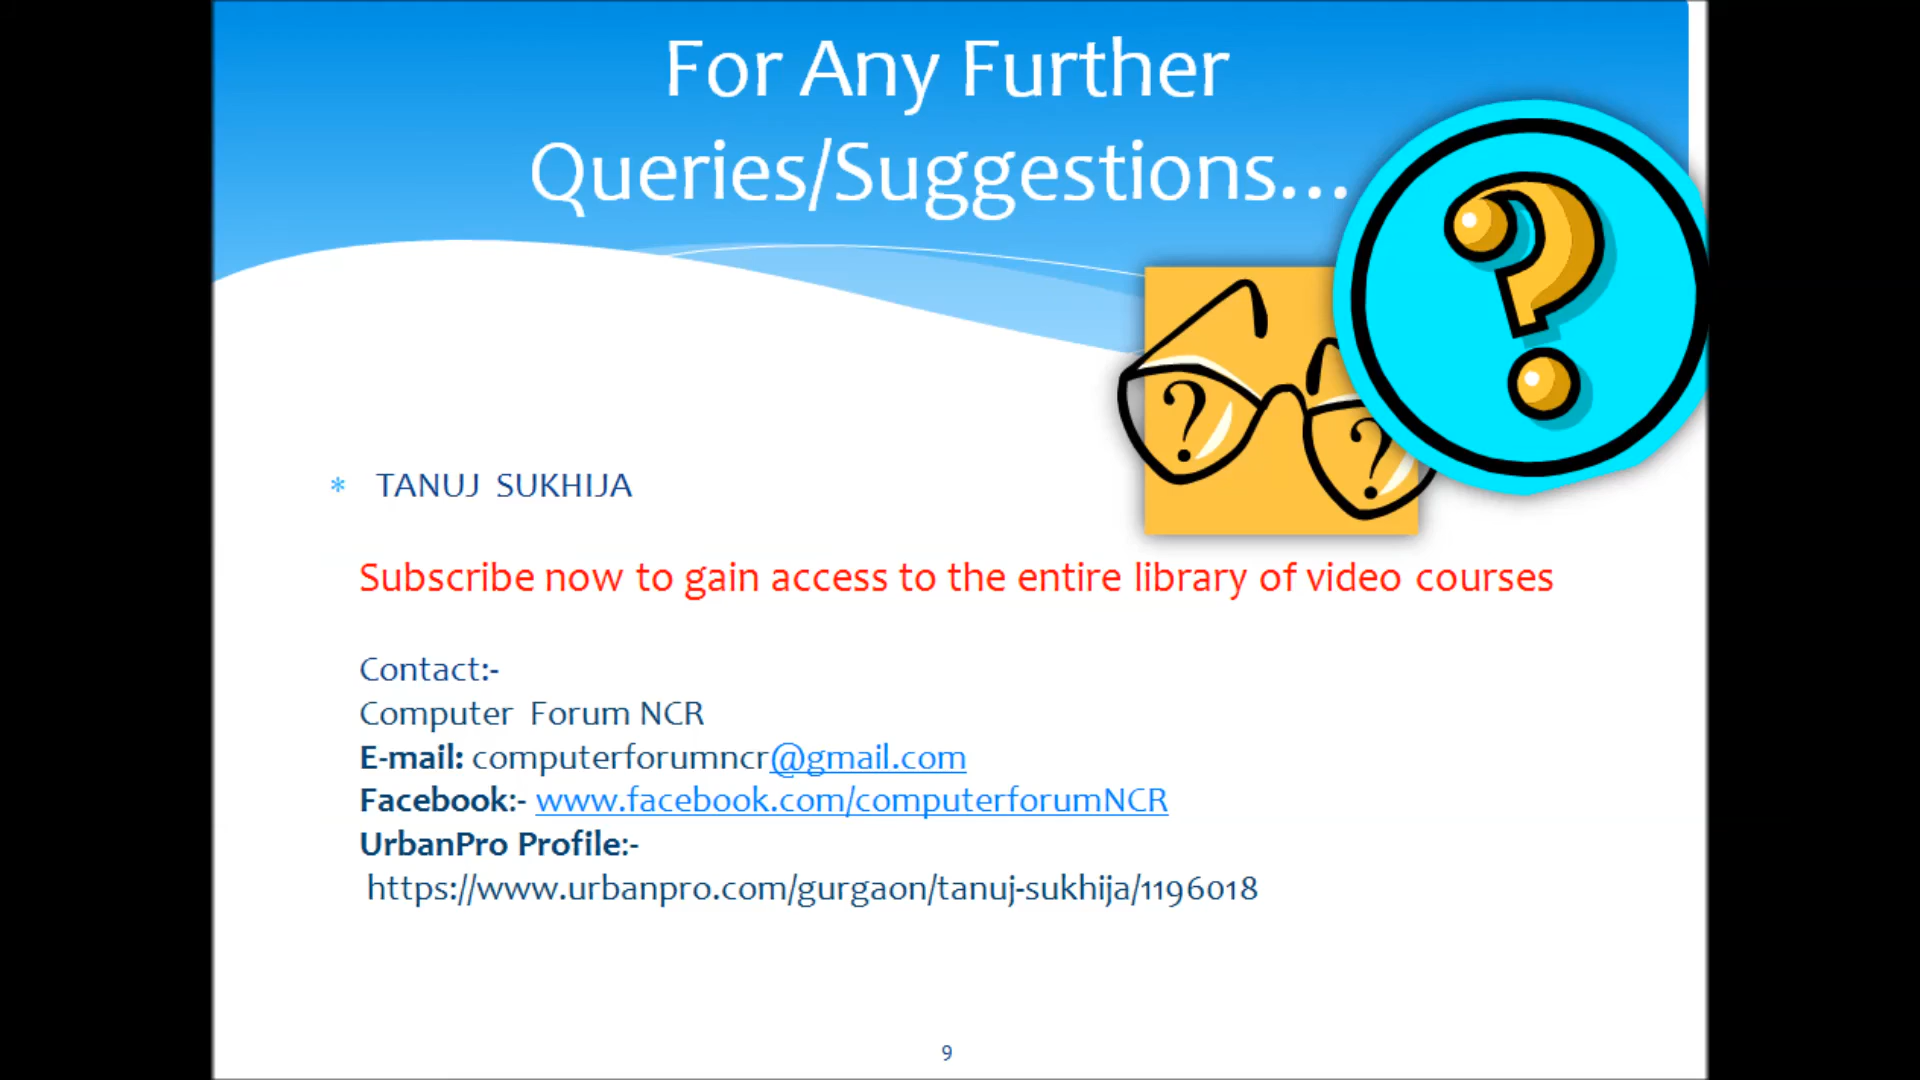 For Any Further
Queries/Suggestions...
?
? ?
* TANUJ SUKHIJA
Subscribe now to gain access to the entire library of video courses
Contact:-
Computer Forum NCR
E-mail: computerforumncr@gmail.com
Facebook:- www.facebook.com/computerforumNCR
UrbanPro Profile:-
https://www.urbanpro.com/gurgaon/tanuj-sukhija/1196018
9